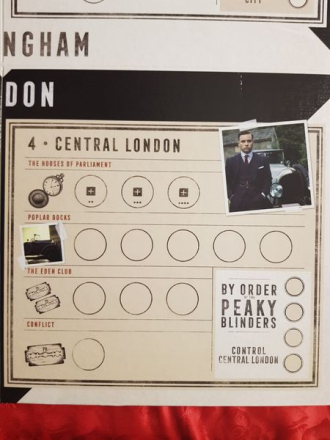 CITY
NGHAM
DON
4 • CENTRAL LONDON
THE HOUSES OF PARLIAMENT
POPLAR DOCKS
THE EDEN CLUB
CONFLICT
BY ORDER
OF THE
PEAKY
BLINDERS
CONTROL
CENTRAL LONDON